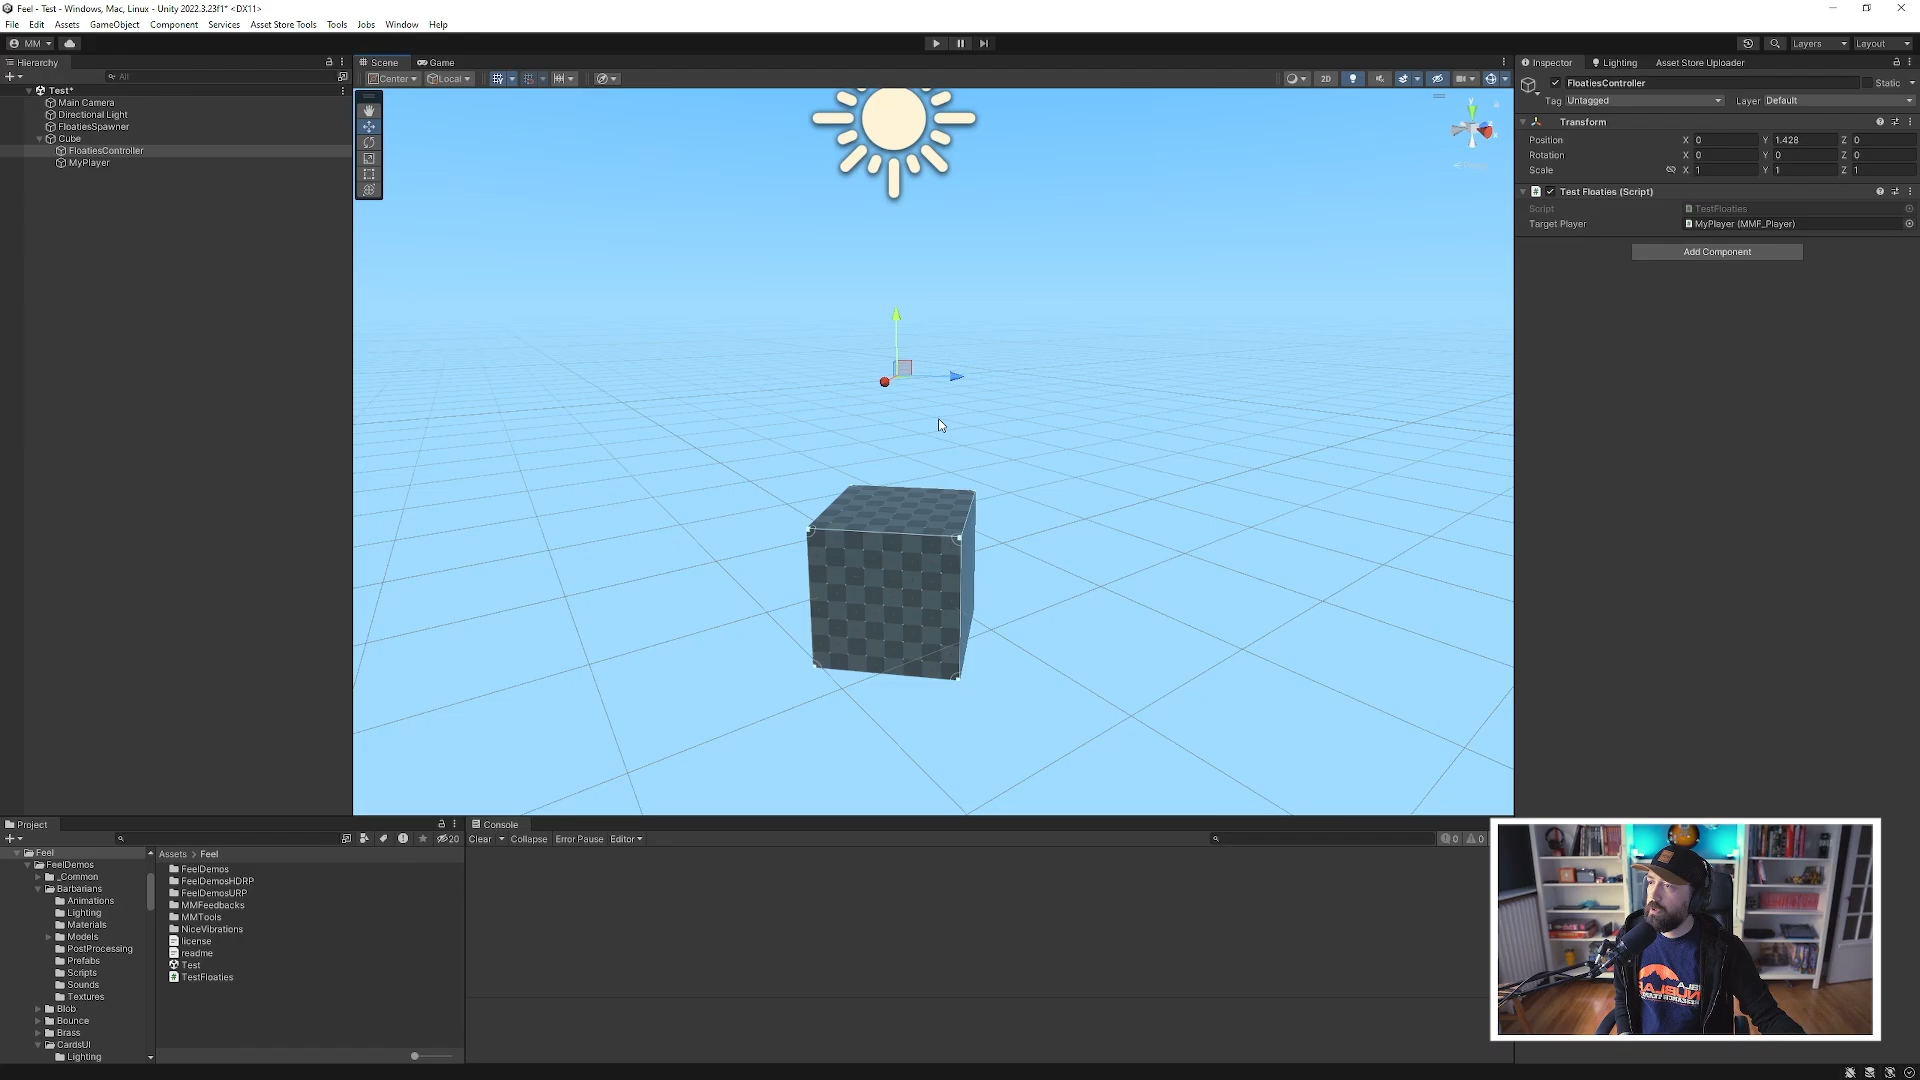 Feel - Test - Windows, Mac, Linux - Unity 2022.3.23f1* <DX11>
File Edit Assets GameObject Component Services Asset Store Tools Tools Jobs Window Help
MM Layers Layout
Hierarchy
All
Test*
Main Camera
Directional Light
FloatiesSpawner
Cube
FloatiesController
MyPlayer
Scene Game
Center Local 2D
Inspector Lighting Asset Store Uploader
FloatiesController Static
Tag Untagged Layer Default
Transform
Position X 0 Y 1.428 Z 0
Rotation X 0 Y 0 Z 0
Scale X 1 Y 1 Z 1
Test Floaties (Script)
Script TestFloaties
Target Player MyPlayer (MMF_Player)
Add Component
Project
20
Feel
FeelDemos
_Common
Barbarians
Animations
Lighting
Materials
Models
PostProcessing
Prefabs
Scripts
Sounds
Textures
Blob
Bounce
Brass
CardsUI
Lighting
Assets > Feel
FeelDemos
FeelDemosHDRP
FeelDemosURP
MMFeedbacks
MMTools
NiceVibrations
license
readme
Test
TestFloaties
Console
Clear Collapse Error Pause Editor 0 0